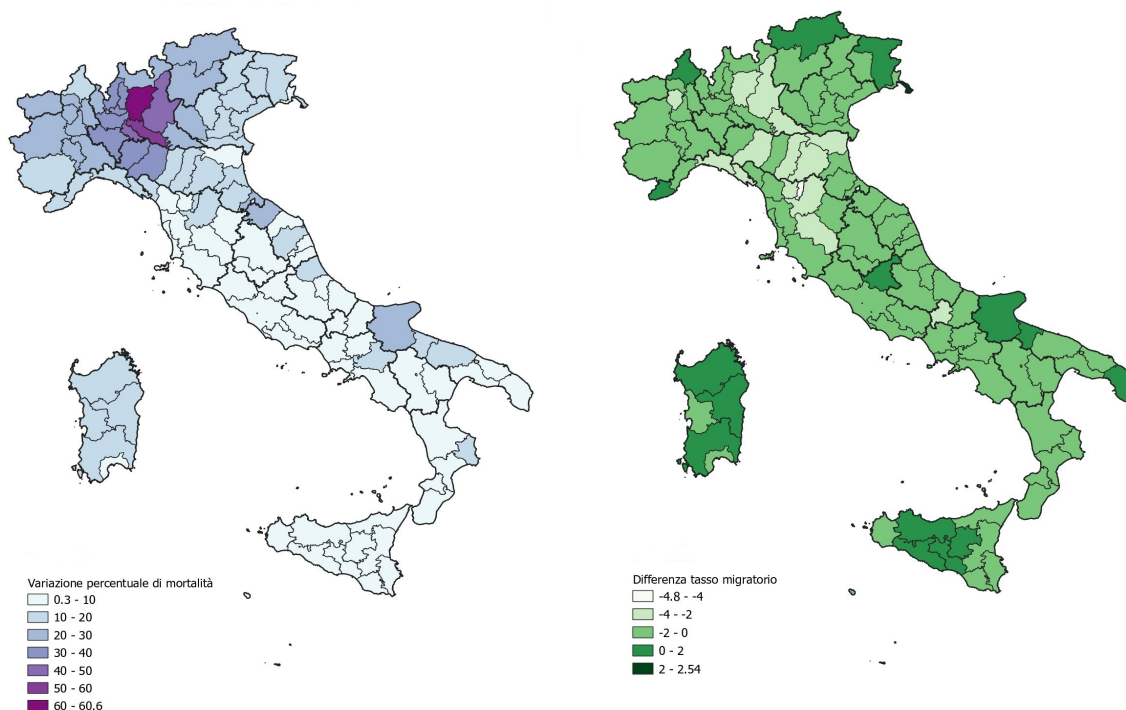 Variazione percentuale di mortalità
0.3 - 10
10 - 20
20 - 30
30 - 40
40 - 50
50 - 60
60 - 60.6
Differenza tasso migratorio
-4.8 - -4
-4 - -2
-2 - 0
0 - 2
2 - 2.54